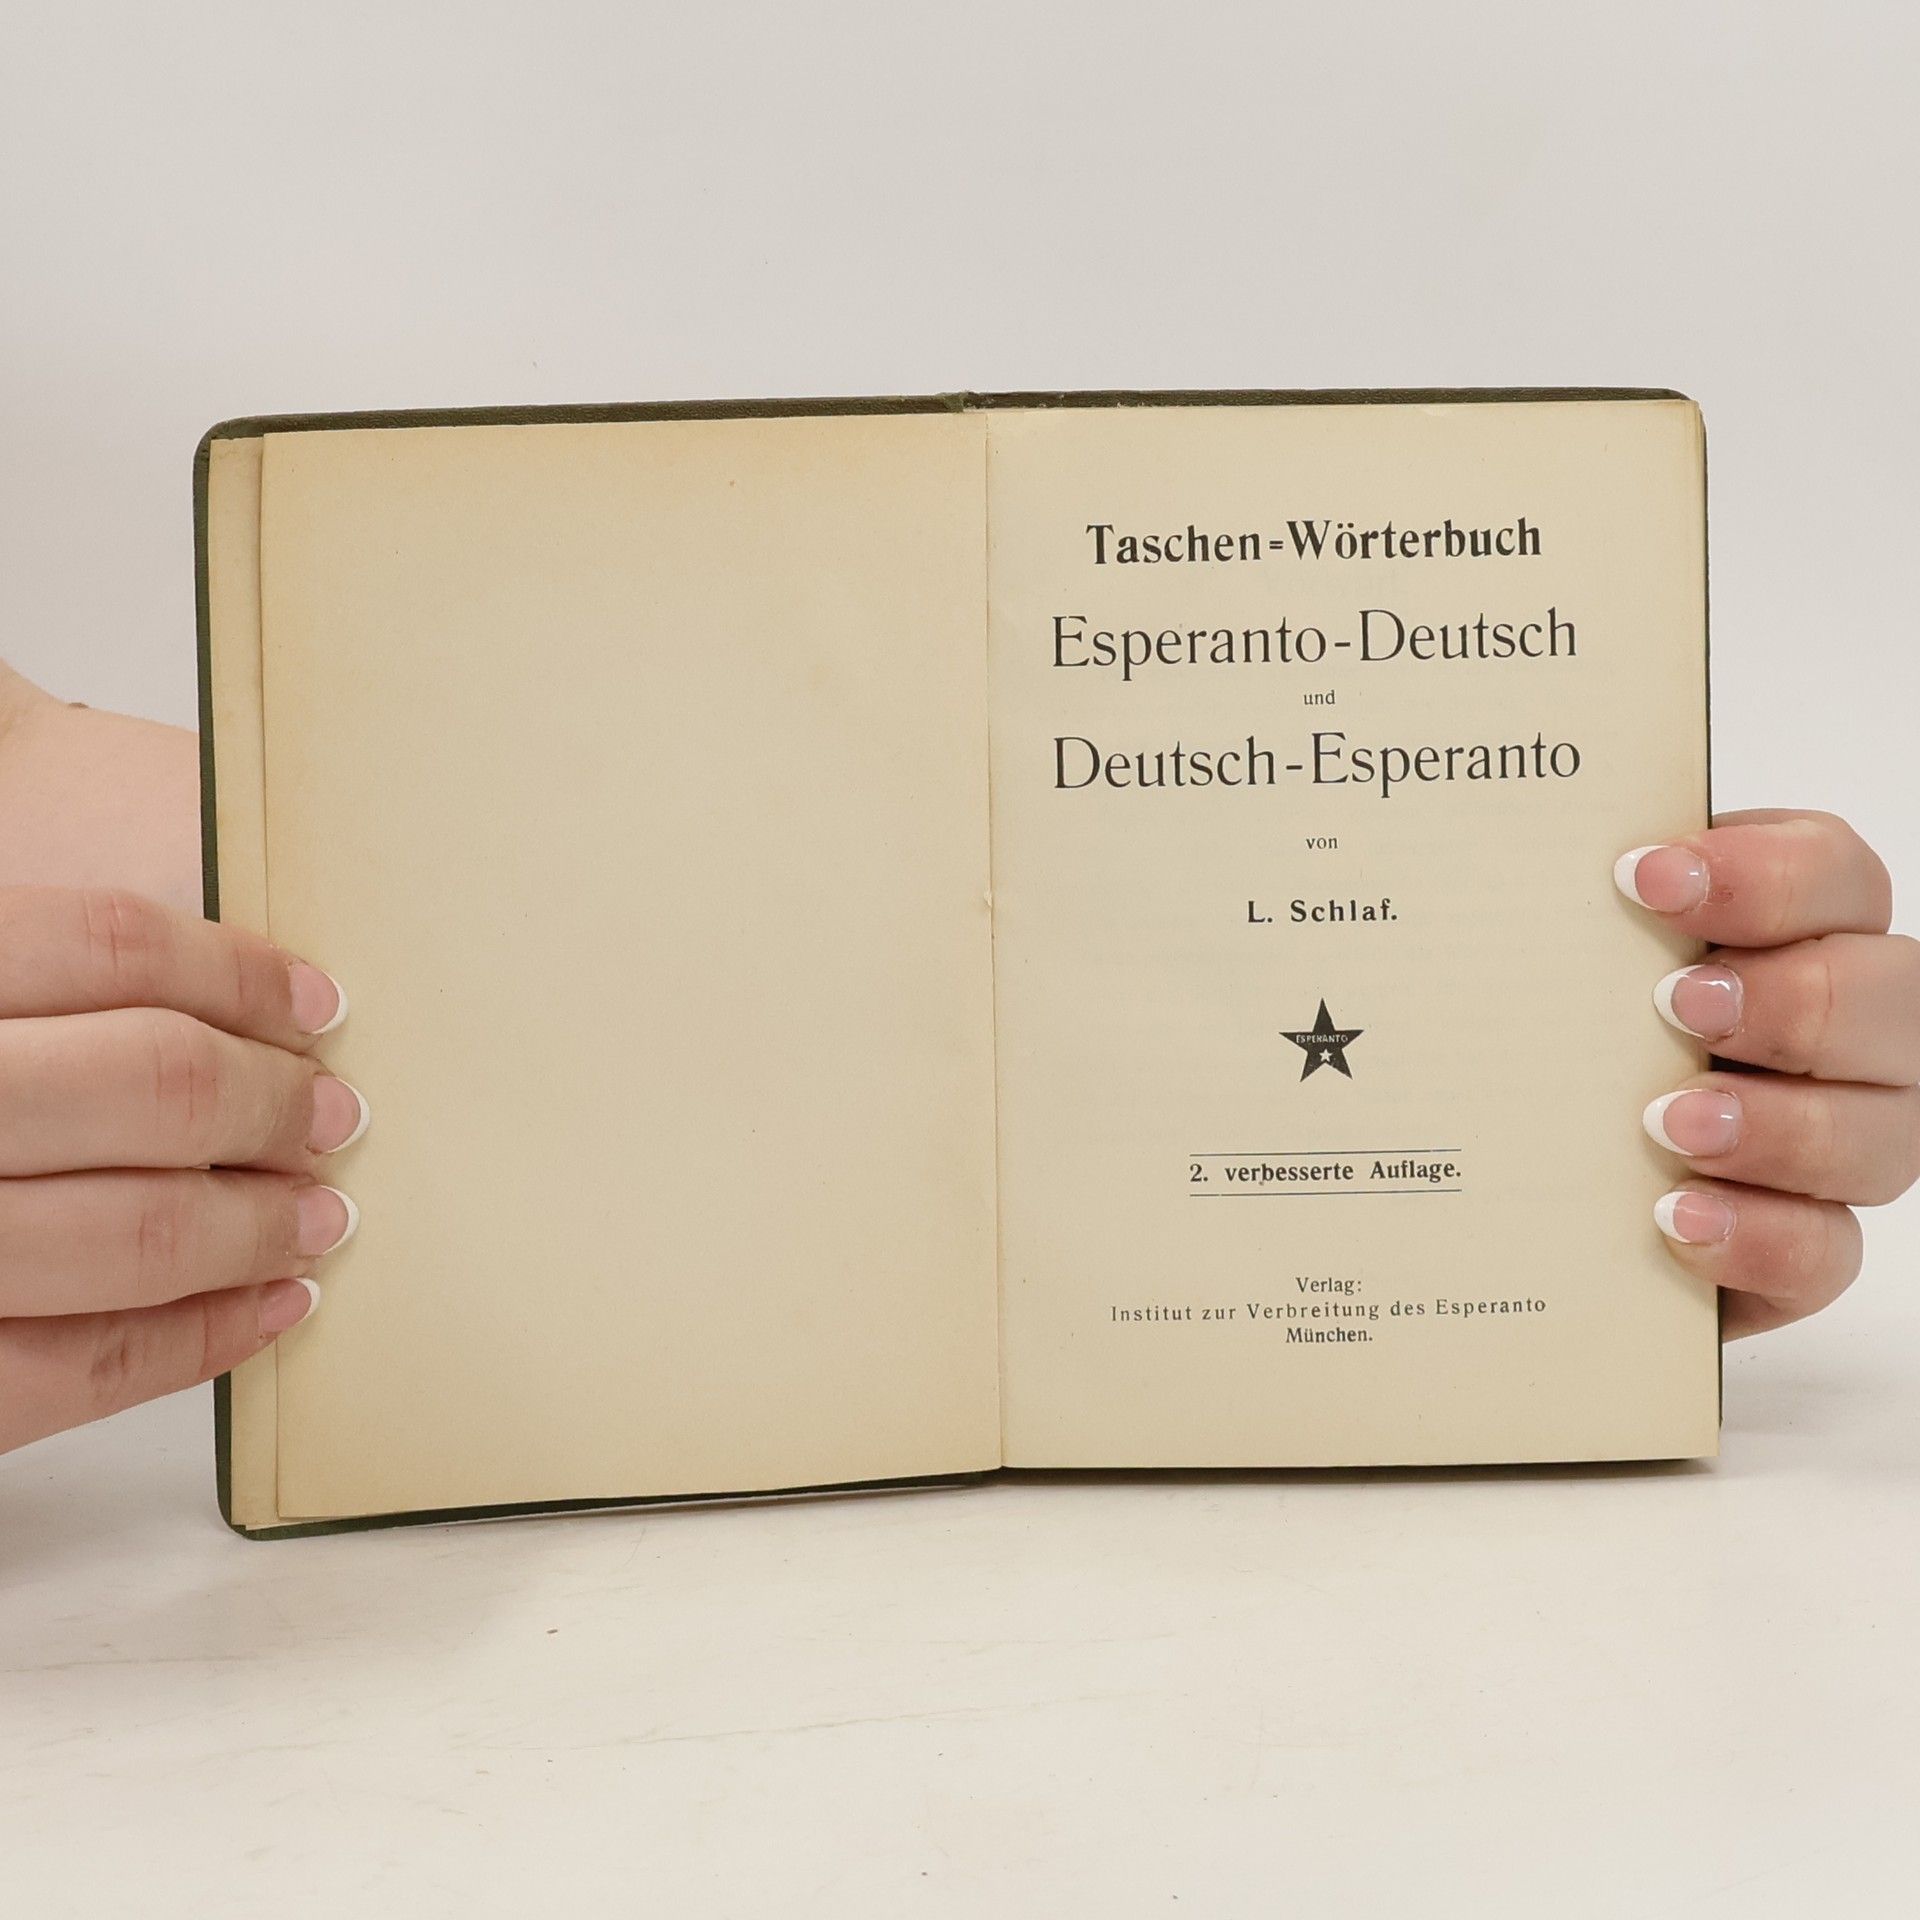 Taschen=Wörterbuch
Esperanto-Deutsch
und
Deutsch-Esperanto
von
L. Schlaf.
ESPERANTO
2. verbesserte Auflage.
Verlag:
Institut zur Verbreitung des Esperanto
München.